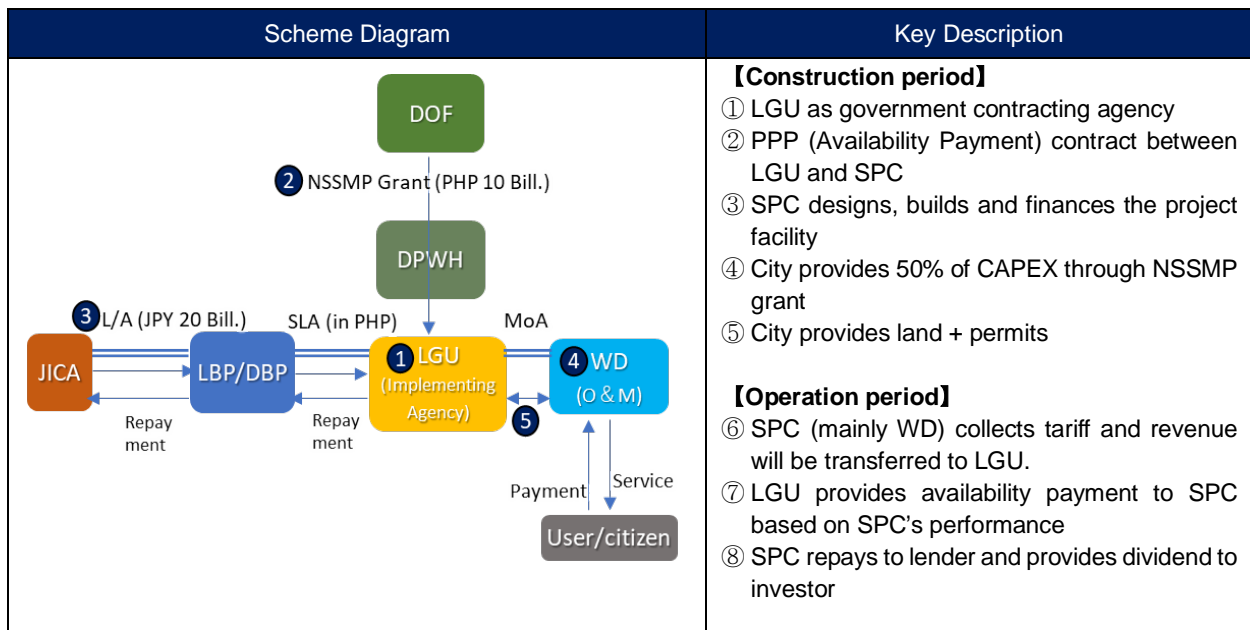 Scheme Diagram
Key Description
DOF
2 NSSMP Grant (PHP 10 Bill.)
DPWH
3 L/A (JPY 20 Bill.)
SLA (in PHP)
MoA
JICA
LBP/DBP
1 LGU
(Implementing
Agency)
4 WD
(O & M)
5
Repay
ment
Repay
ment
Payment
Service
User/citizen
【Construction period】
① LGU as government contracting agency
② PPP (Availability Payment) contract between
LGU and SPC
③ SPC designs, builds and finances the project
facility
④ City provides 50% of CAPEX through NSSMP
grant
⑤ City provides land + permits
【Operation period】
⑥ SPC (mainly WD) collects tariff and revenue
will be transferred to LGU.
⑦ LGU provides availability payment to SPC
based on SPC's performance
⑧ SPC repays to lender and provides dividend to
investor